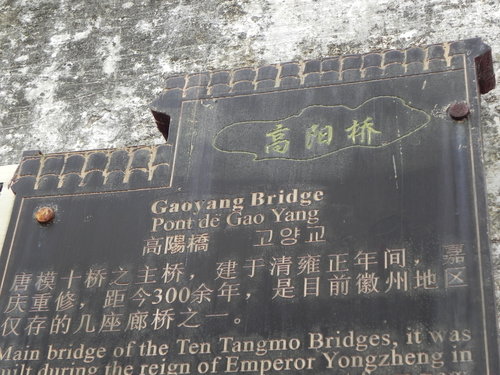 高阳桥
Gaoyang Bridge
Pont de Gao Yang
高陽橋 고양교
唐模十桥之主桥，建于清雍正年间，嘉
庆重修，距今300余年，是目前徽州地区
仅存的几座廊桥之一。
Main bridge of the Ten Tangmo Bridges, it was
built during the reign of Emperor Yongzheng in